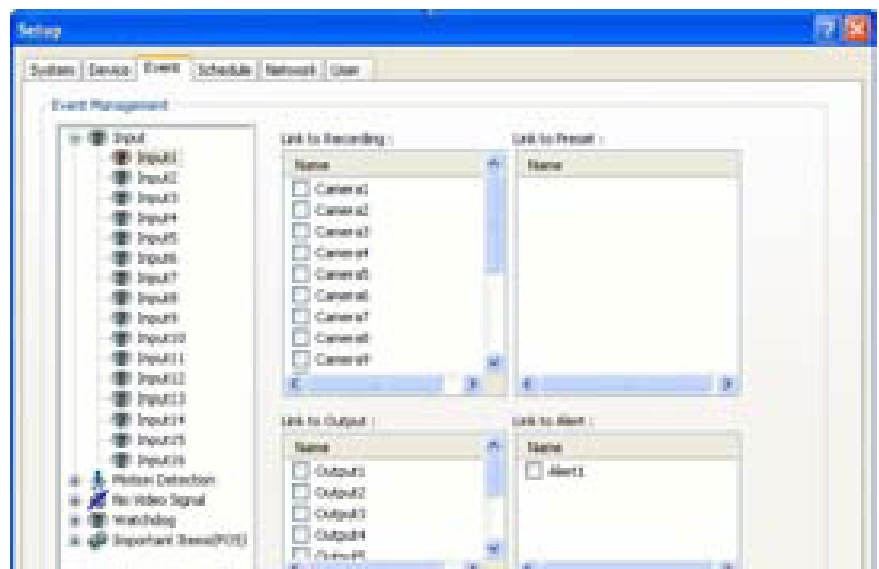 Setup
System Device Event Schedule Network User
Event Management
Input
Input1
Input2
Input3
Input4
Input5
Input6
Input7
Input8
Input9
Input10
Input11
Input12
Input13
Input14
Input15
Input16
Motion Detection
No Video Signal
Watchdog
Important Items(POS)
Link to Recording :
Name
Camera1
Camera2
Camera3
Camera4
Camera5
Camera6
Camera7
Camera8
Camera9
Link to Preset :
Name
Link to Output :
Name
Output1
Output2
Output3
Output4
Output5
Link to Alert :
Name
Alert1